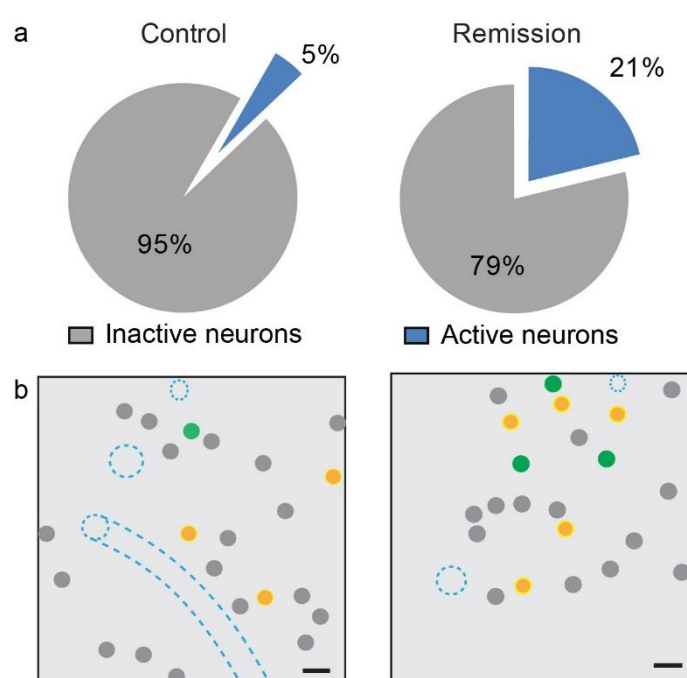 a
Control
Remission
5%
21%
95%
79%
Inactive neurons
Active neurons
b